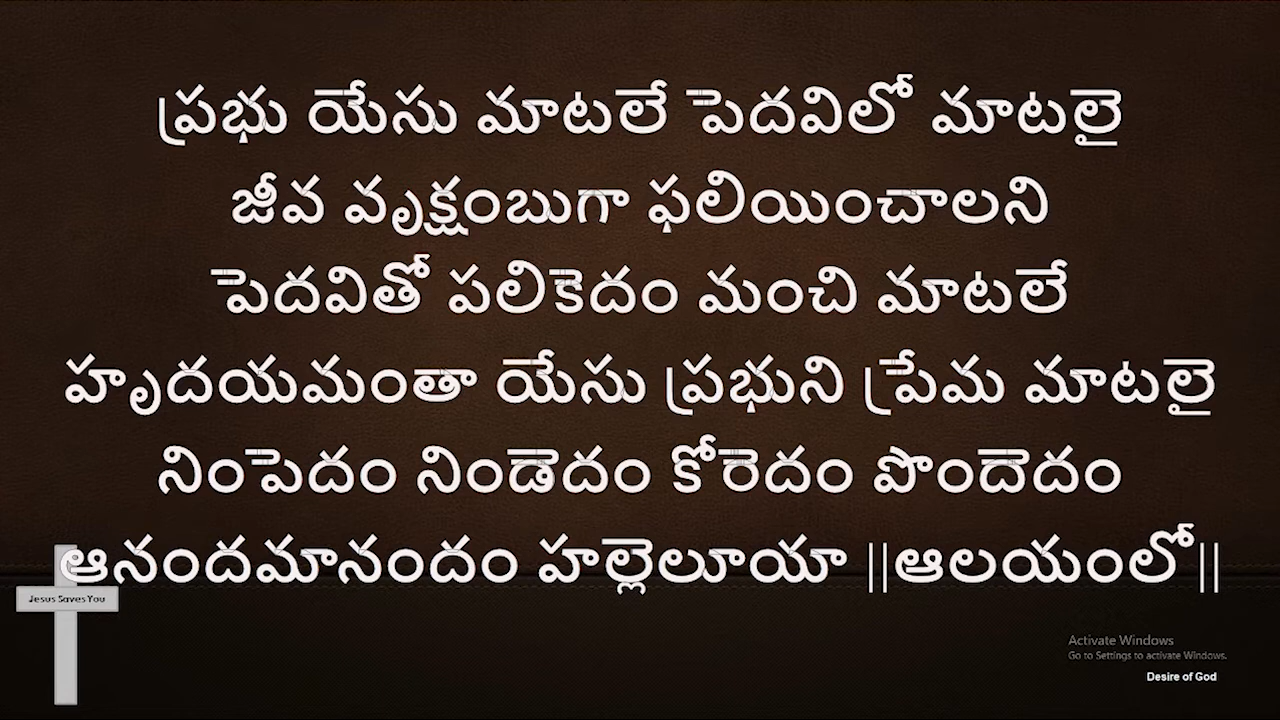 ప్రభు యేసు మాటలే పెదవిలో మాటలై
జీవ వృక్షంబుగా ఫలియించాలని
పెదవితో పలికెదం మంచి మాటలే
హృదయమంతా యేసు ప్రభుని ప్రేమ మాటలై
నింపెదం నిండెదం కోరెదం పొందెదం
ఆనందమానందం హల్లెలూయా ||ఆలయంలో||
Jesus Saves You
Activate Windows
Go to Settings to activate Windows.
Desire of God